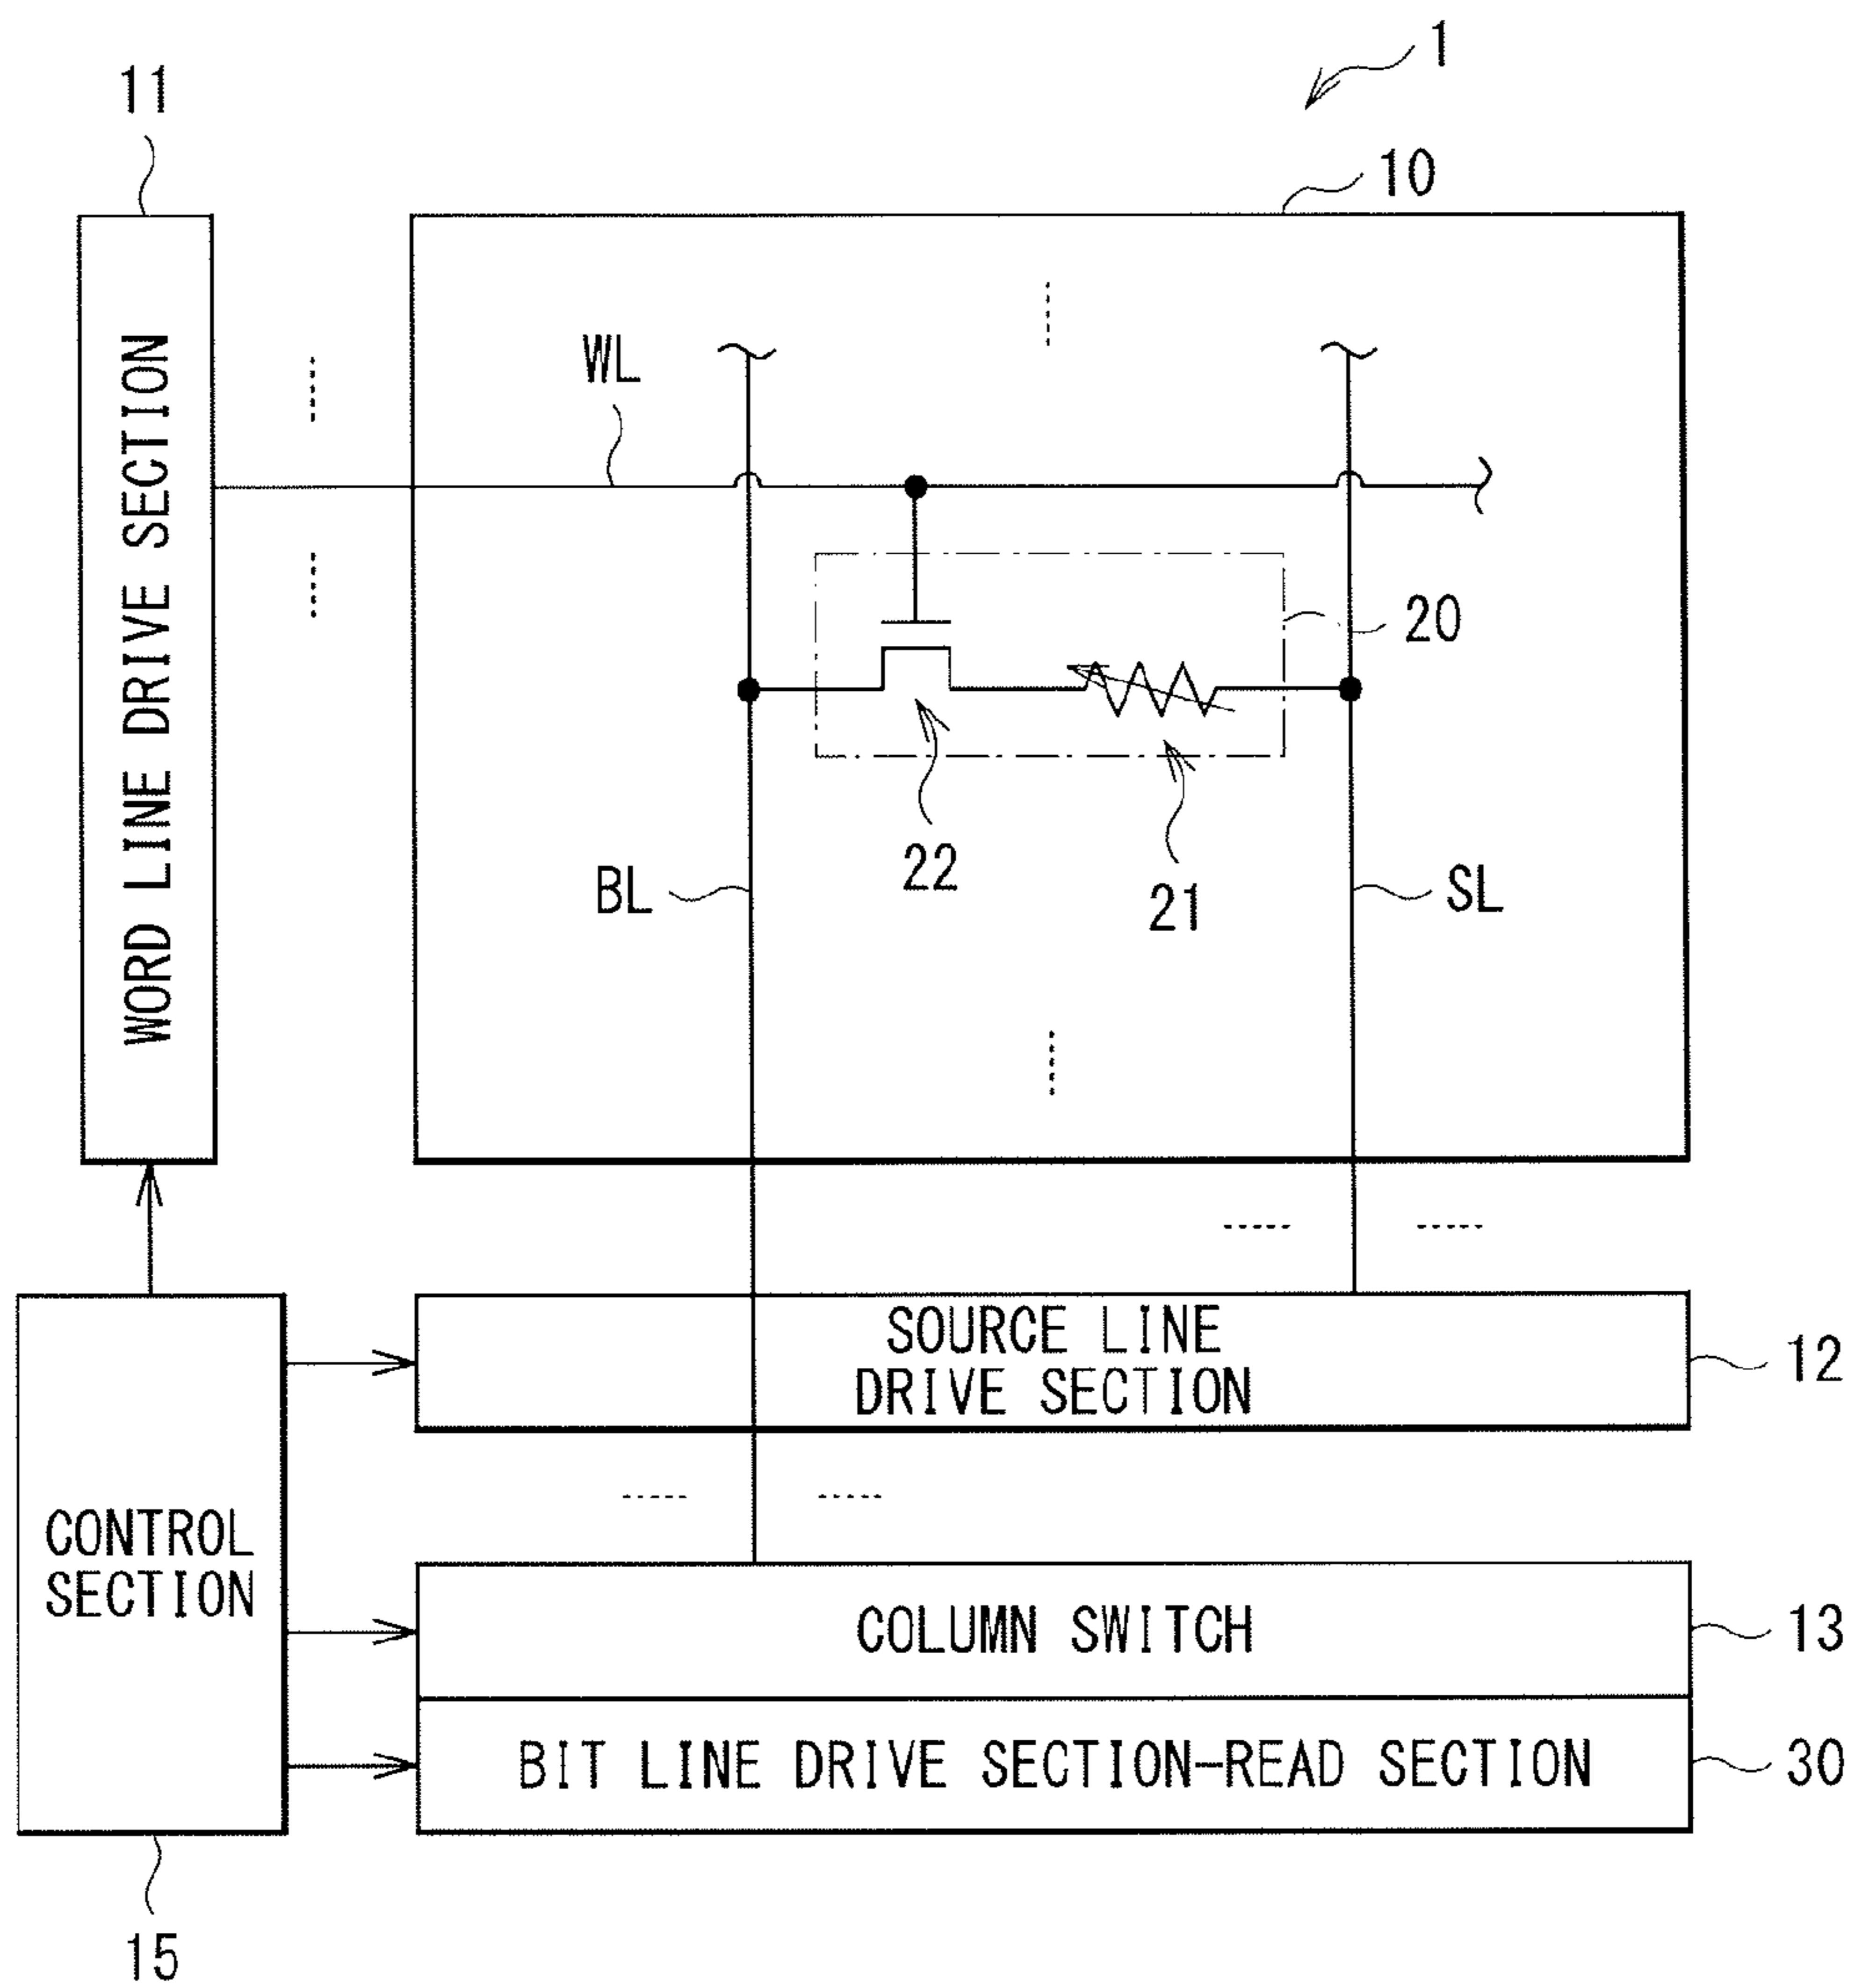 1
11
10
WORD LINE DRIVE SECTION
WL
20
22
21
BL
SL
SOURCE LINE
DRIVE SECTION
12
CONTROL
SECTION
COLUMN SWITCH
13
BIT LINE DRIVE SECTION-READ SECTION
30
15